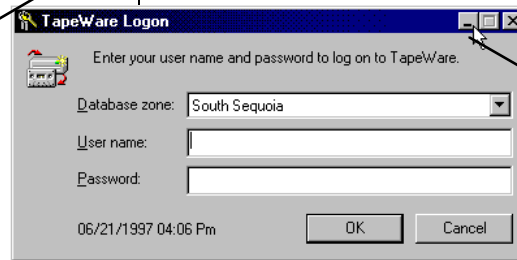 TapeWare Logon
Enter your user name and password to log on to TapeWare.
Database zone: South Sequoia
User name:
Password:
06/21/1997 04:06 Pm OK Cancel